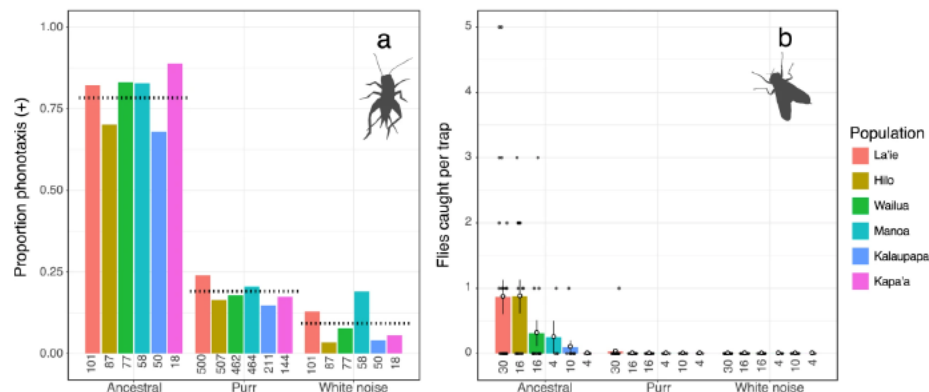 a
Proportion phonotaxis (+)
1.00
0.75
0.50
0.25
0.00
101 87 77 58 50 18 500 507 462 464 211 144 101 87 77 58 50 18
Ancestral Purr White noise
b
Flies caught per trap
5
4
3
2
1
0
30 16 16 4 10 4 30 16 16 4 10 4 30 16 16 4 10 4
Ancestral Purr White noise
Population
La'ie
Hilo
Wailua
Manoa
Kalaupapa
Kapa'a